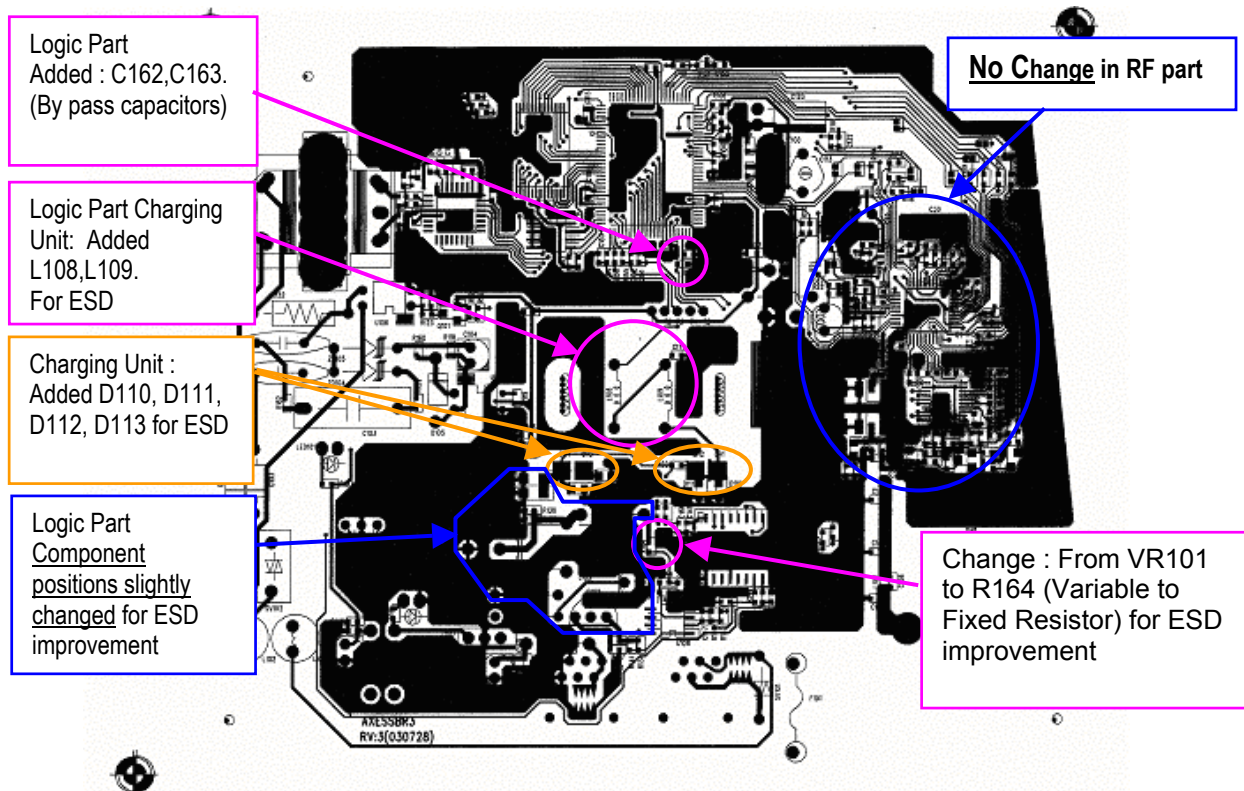 Logic Part
Added : C162,C163.
(By pass capacitors)
No Change in RF part
Logic Part Charging
Unit: Added
L108,L109.
For ESD
Charging Unit :
Added D110, D111,
D112, D113 for ESD
Logic Part
Component
positions slightly
changed for ESD
improvement
Change : From VR101
to R164 (Variable to
Fixed Resistor) for ESD
improvement
AXESSBR3
RV:3(030728)